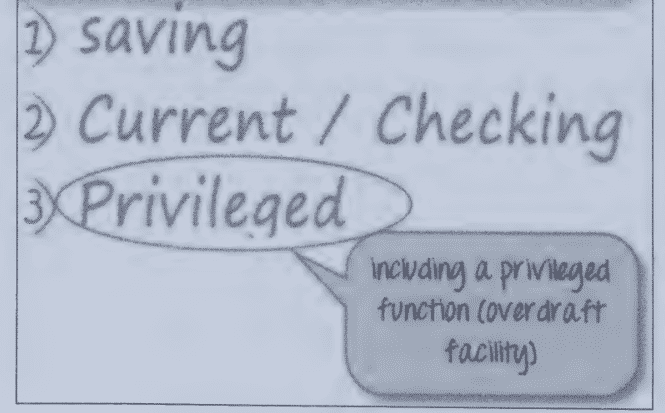 1) saving
2) Current / Checking
3) Privileged
including a privileged
function (overdraft
facility)